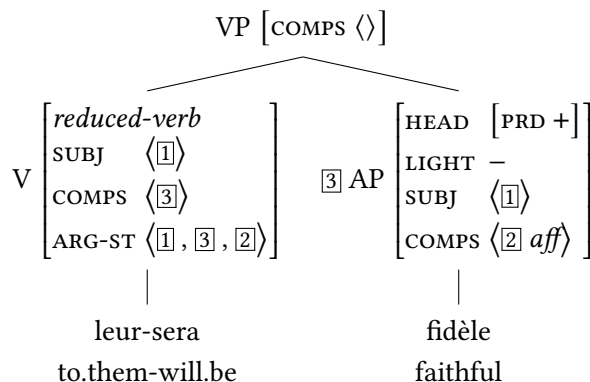 VP [COMPS ⟨⟩]
V [reduced-verb
SUBJ ⟨1⟩
COMPS ⟨3⟩
ARG-ST ⟨1 , 3 , 2⟩]
3 AP [HEAD [PRD +]
LIGHT –
SUBJ ⟨1⟩
COMPS ⟨2 aff⟩]
leur-sera
to.them-will.be
fidèle
faithful